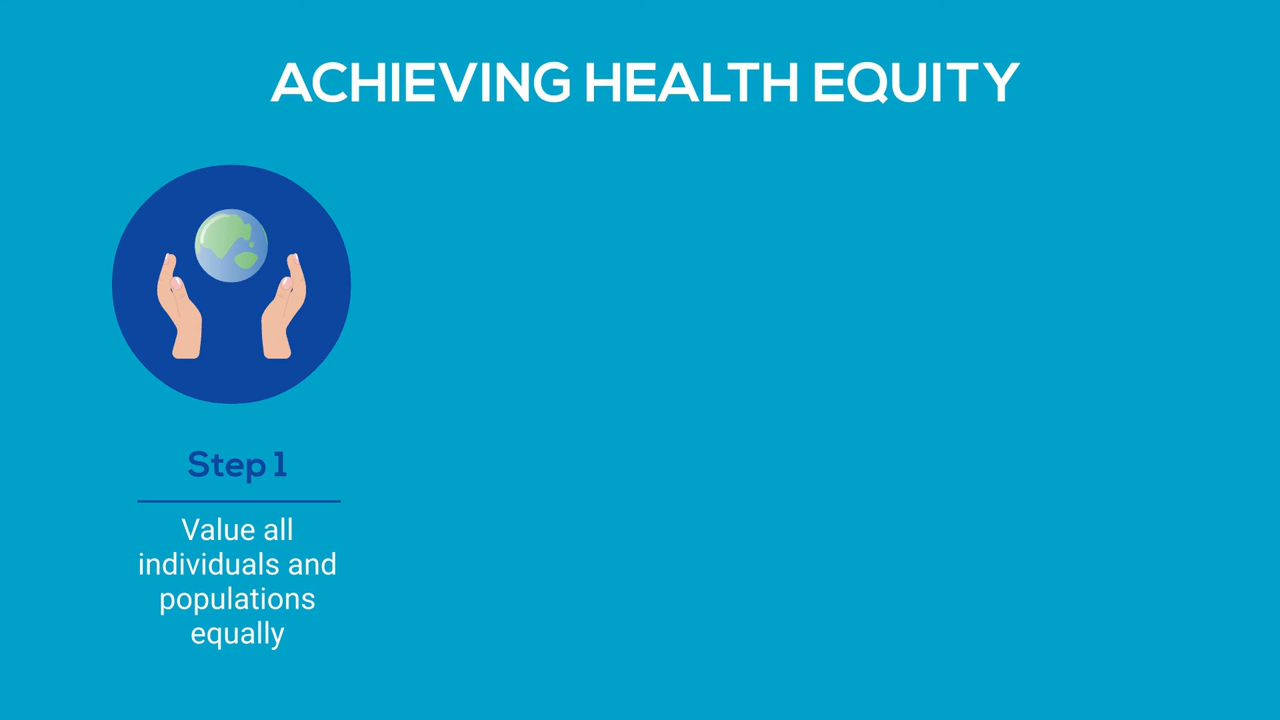 ACHIEVING HEALTH EQUITY
Step 1
Value all
individuals and
populations
equally